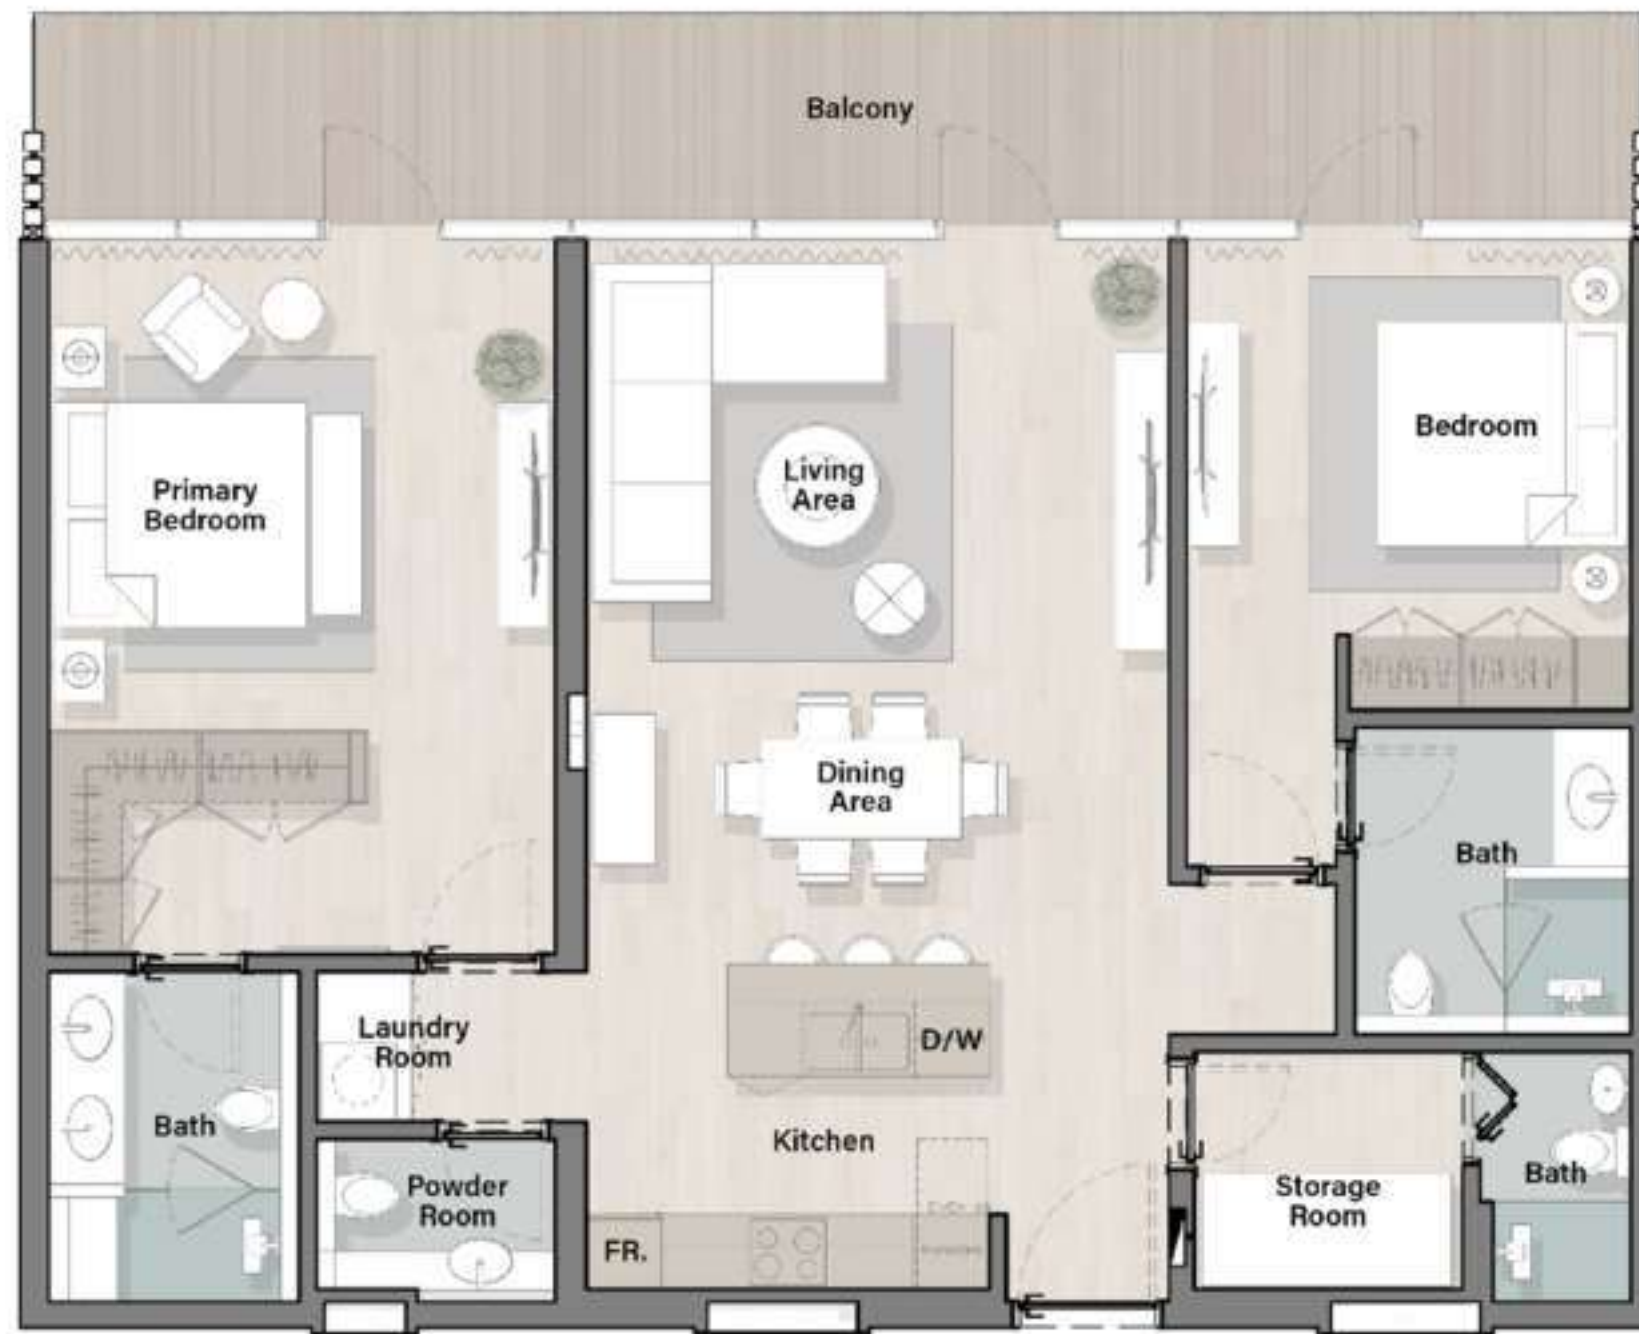 Balcony
Primary
Bedroom
Living
Area
Bedroom
Dining
Area
Bath
Laundry
Room
D/W
Bath
Kitchen
Powder
Room
Storage
Room
Bath
FR.